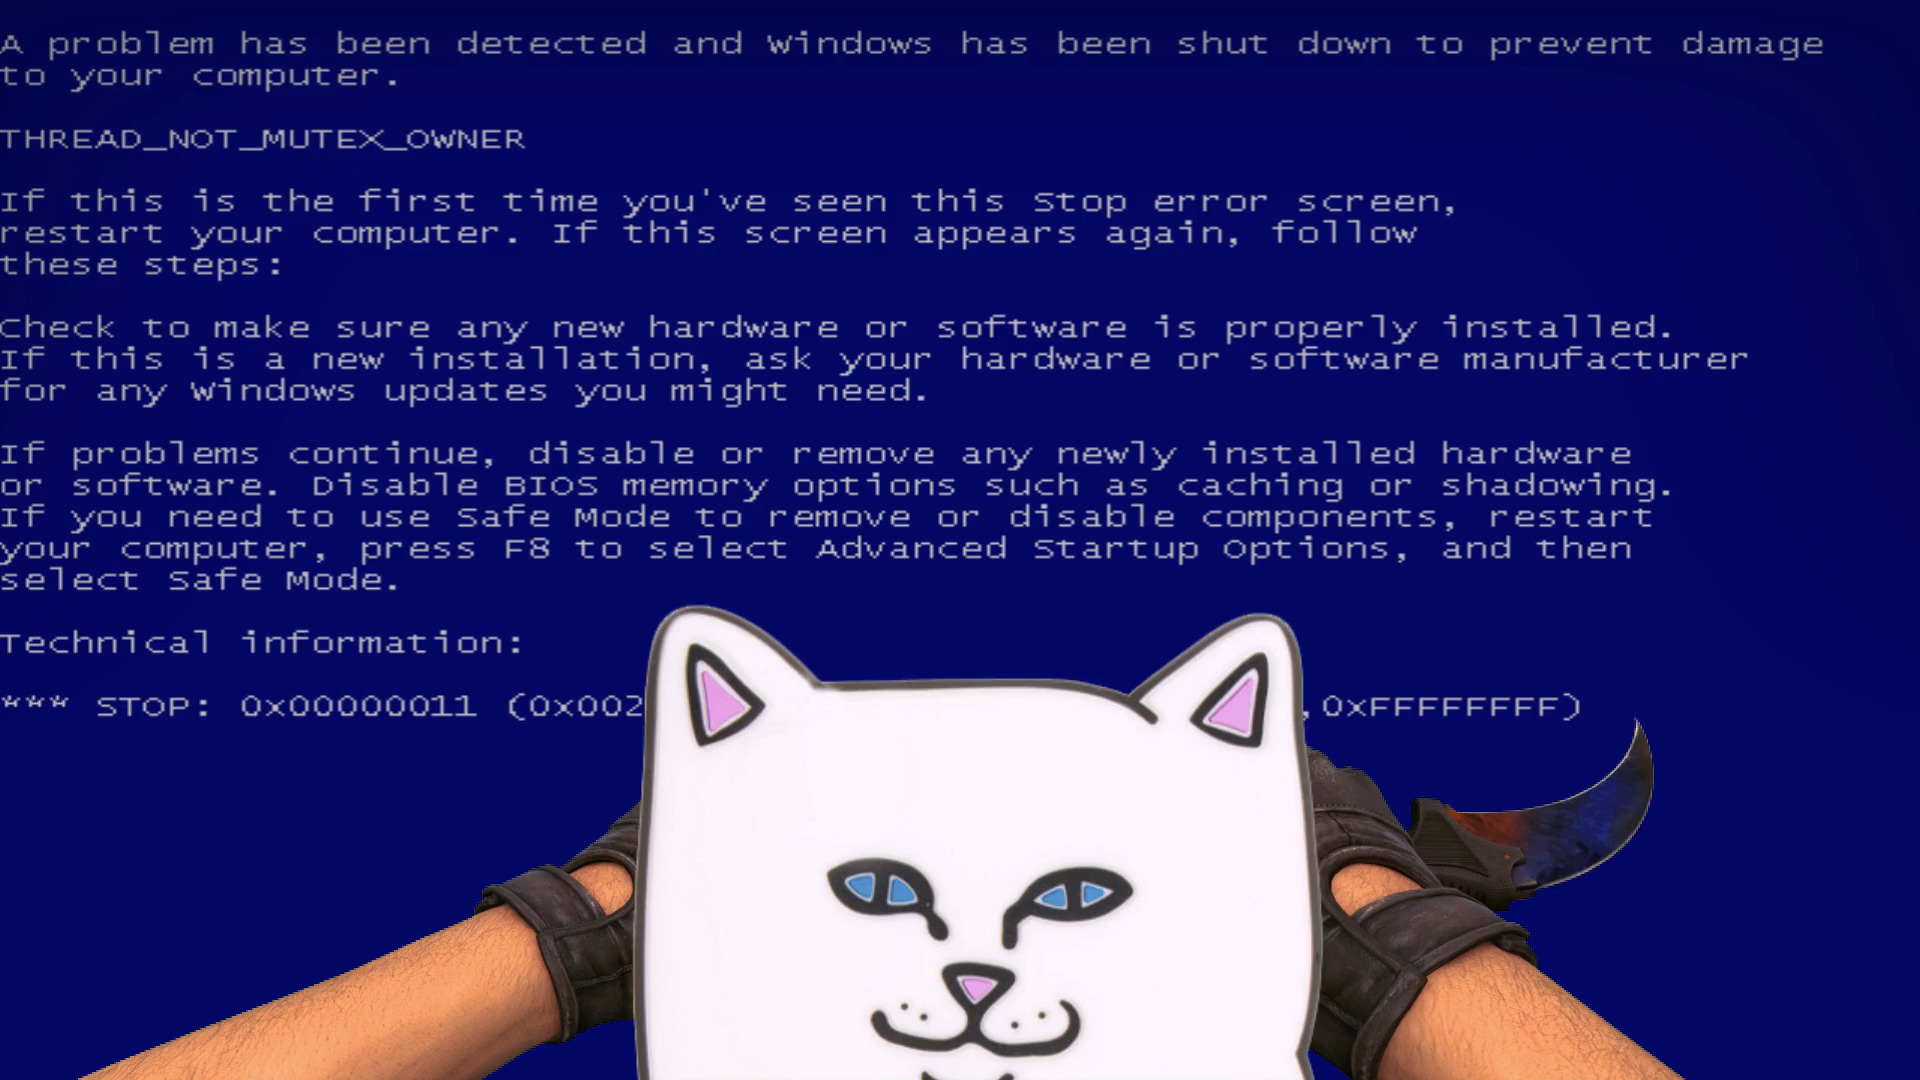 A problem has been detected and Windows has been shut down to prevent damage
to your computer.
THREAD_NOT_MUTEX_OWNER
If this is the first time you've seen this Stop error screen,
restart your computer. If this screen appears again, follow
these steps:
Check to make sure any new hardware or software is properly installed.
If this is a new installation, ask your hardware or software manufacturer
for any Windows updates you might need.
If problems continue, disable or remove any newly installed hardware
or software. Disable BIOS memory options such as caching or shadowing.
If you need to use Safe Mode to remove or disable components, restart
your computer, press F8 to select Advanced Startup Options, and then
select Safe Mode.
Technical information:
*** STOP: 0x00000011 (0x002 ,0xFFFFFFFF)